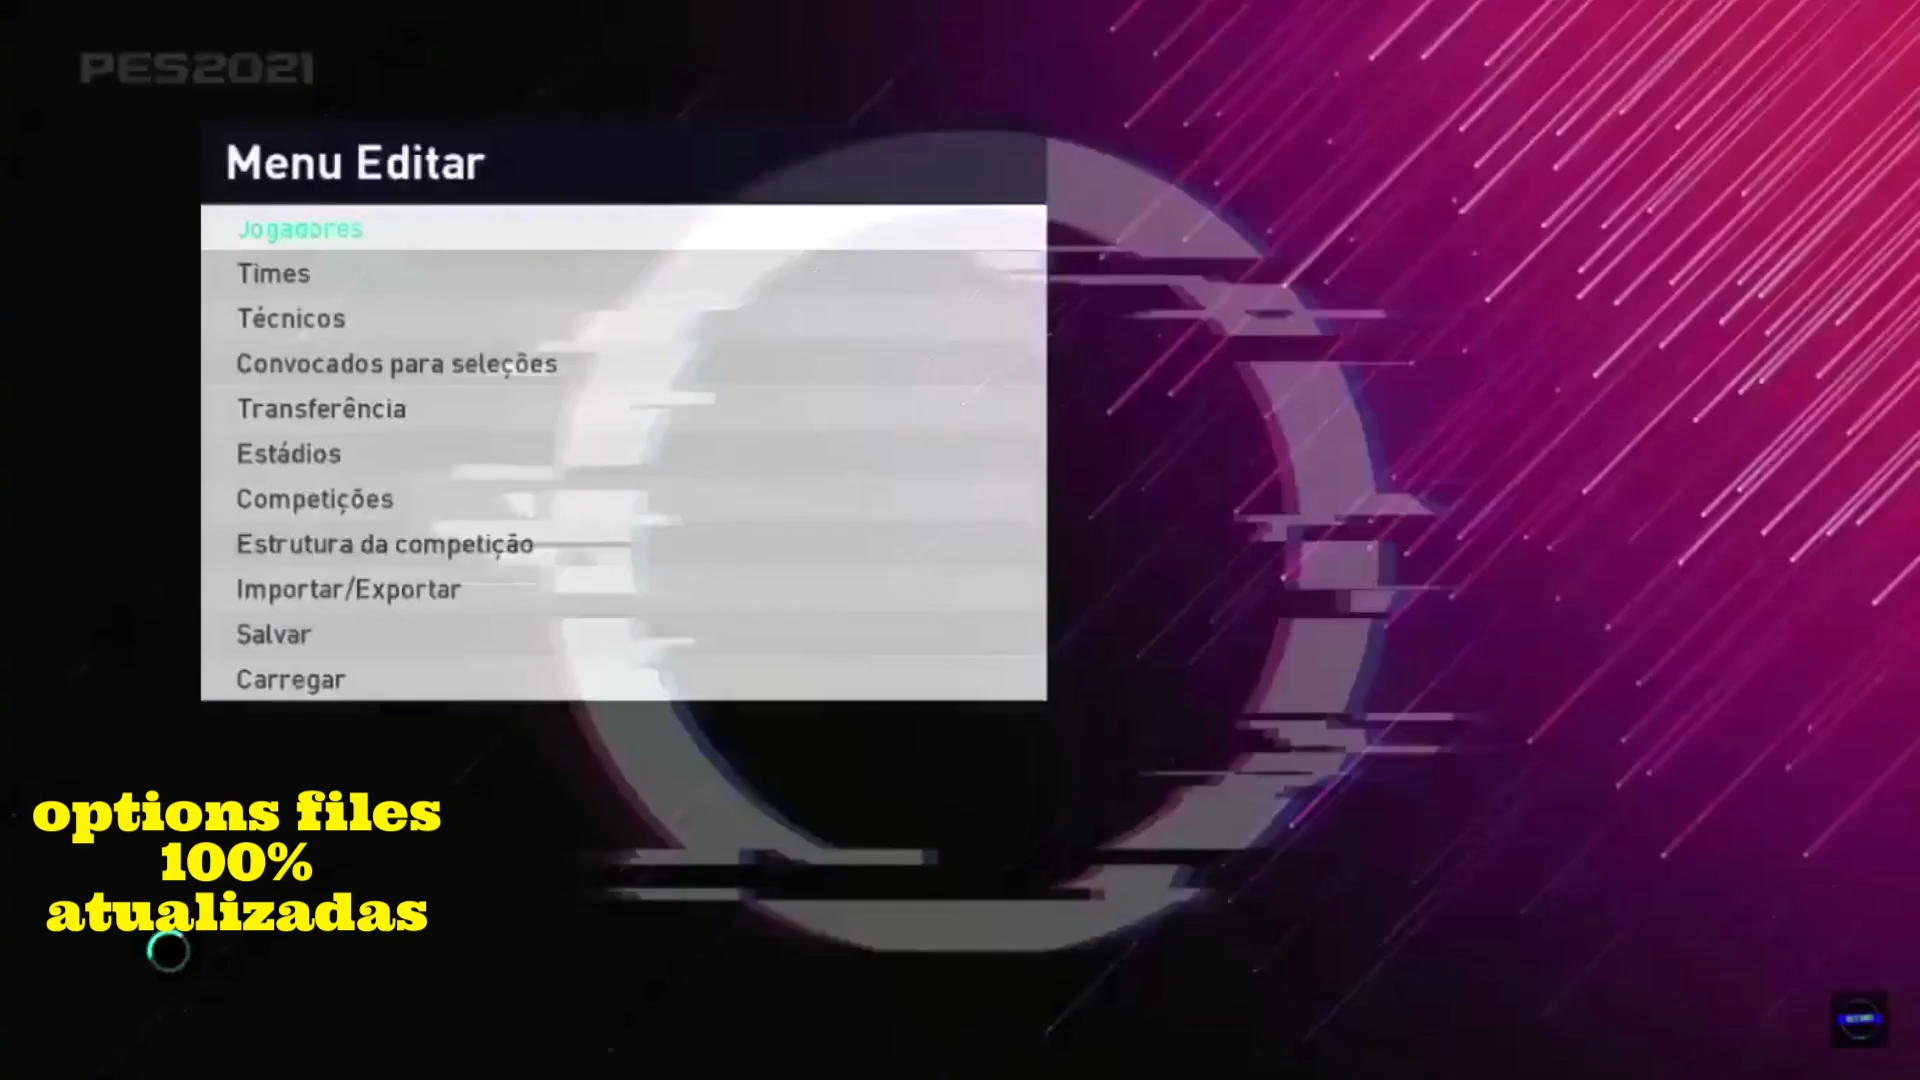 PES2021
Menu Editar
Jogadores
Times
Técnicos
Convocados para seleções
Transferência
Estádios
Competições
Estrutura da competição
Importar/Exportar
Salvar
Carregar
options files
100%
atualizadas